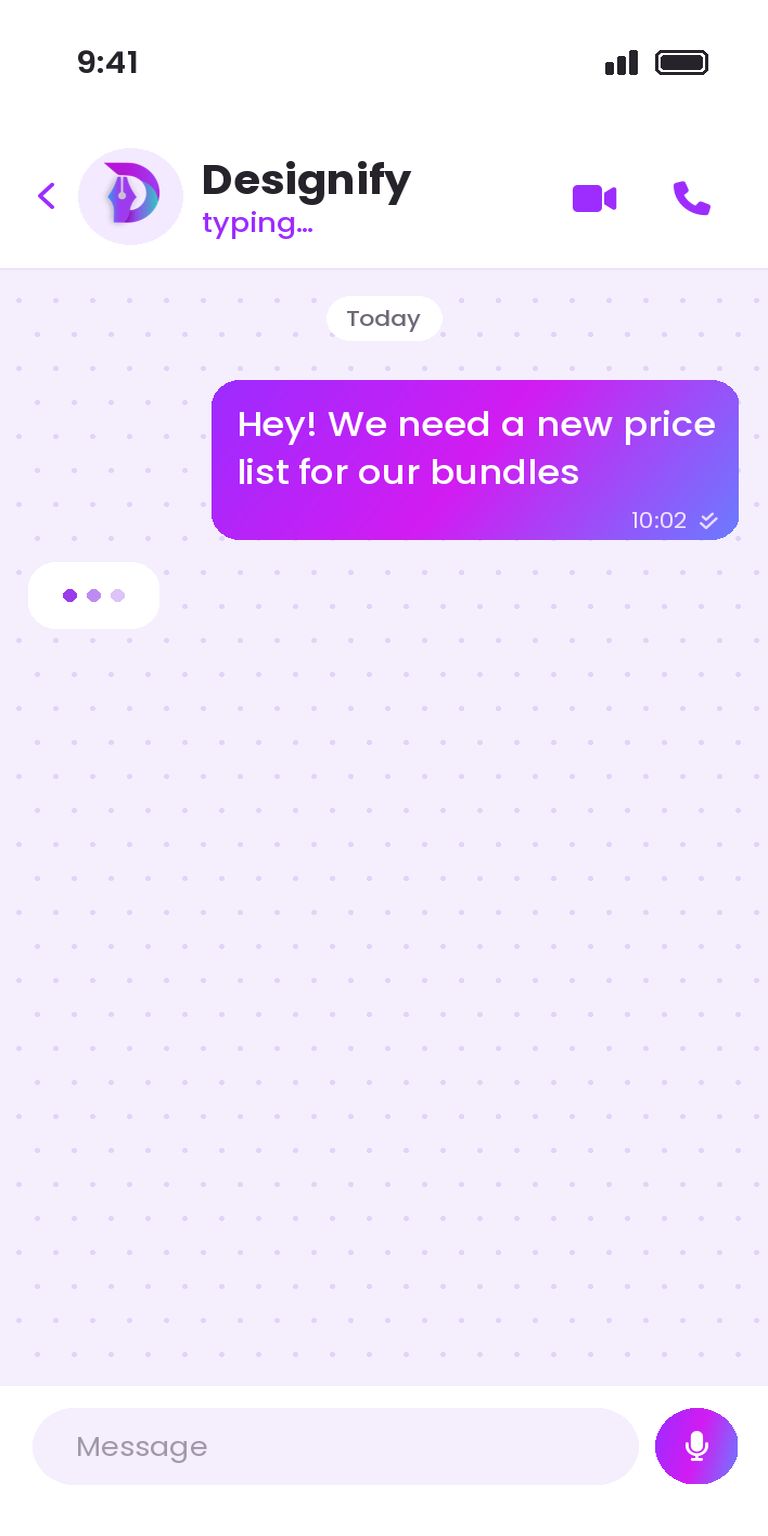 9:41
Designify
typing...
Today
Hey! We need a new price
list for our bundles
10:02
Message